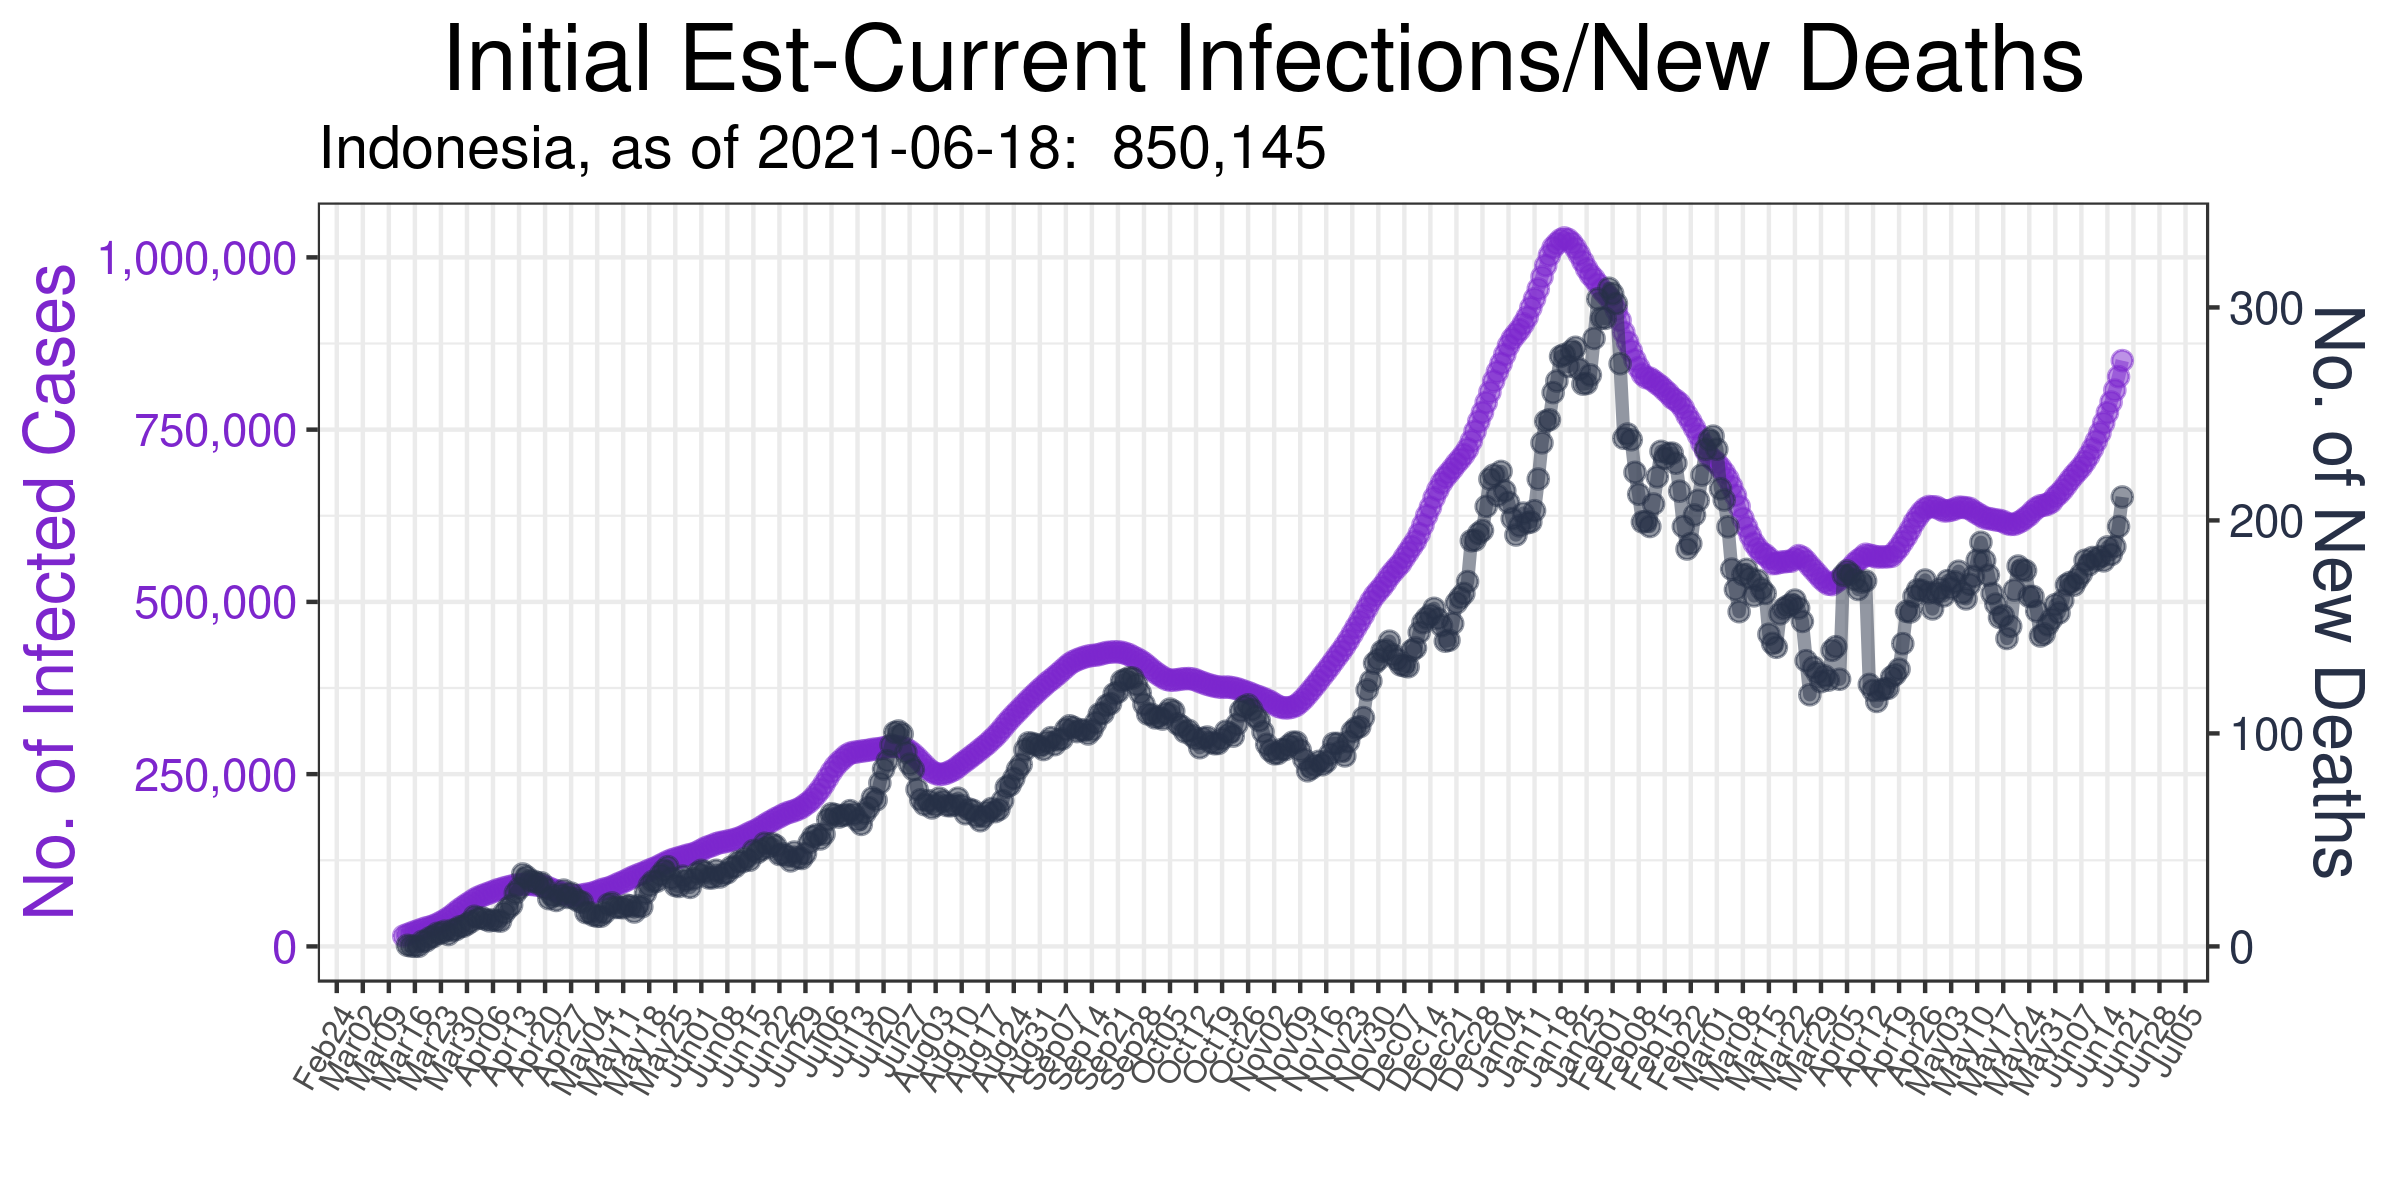 Initial Est-Current Infections/New Deaths
Indonesia, as of 2021-06-18:  850,145
No. of Infected Cases
1,000,000
750,000
500,000
250,000
0
300
200
100
0
No. of New Deaths
Feb24
Mar02
Mar09
Mar16
Mar23
Mar30
Apr06
Apr13
Apr20
Apr27
May04
May11
May18
May25
Jun01
Jun08
Jun15
Jun22
Jun29
Jul06
Jul13
Jul20
Jul27
Aug03
Aug10
Aug17
Aug24
Aug31
Sep07
Sep14
Sep21
Sep28
Oct05
Oct12
Oct19
Oct26
Nov02
Nov09
Nov16
Nov23
Nov30
Dec07
Dec14
Dec21
Dec28
Jan04
Jan11
Jan18
Jan25
Feb01
Feb08
Feb15
Feb22
Mar01
Mar08
Mar15
Mar22
Mar29
Apr05
Apr12
Apr19
Apr26
May03
May10
May17
May24
May31
Jun07
Jun14
Jun21
Jun28
Jul05